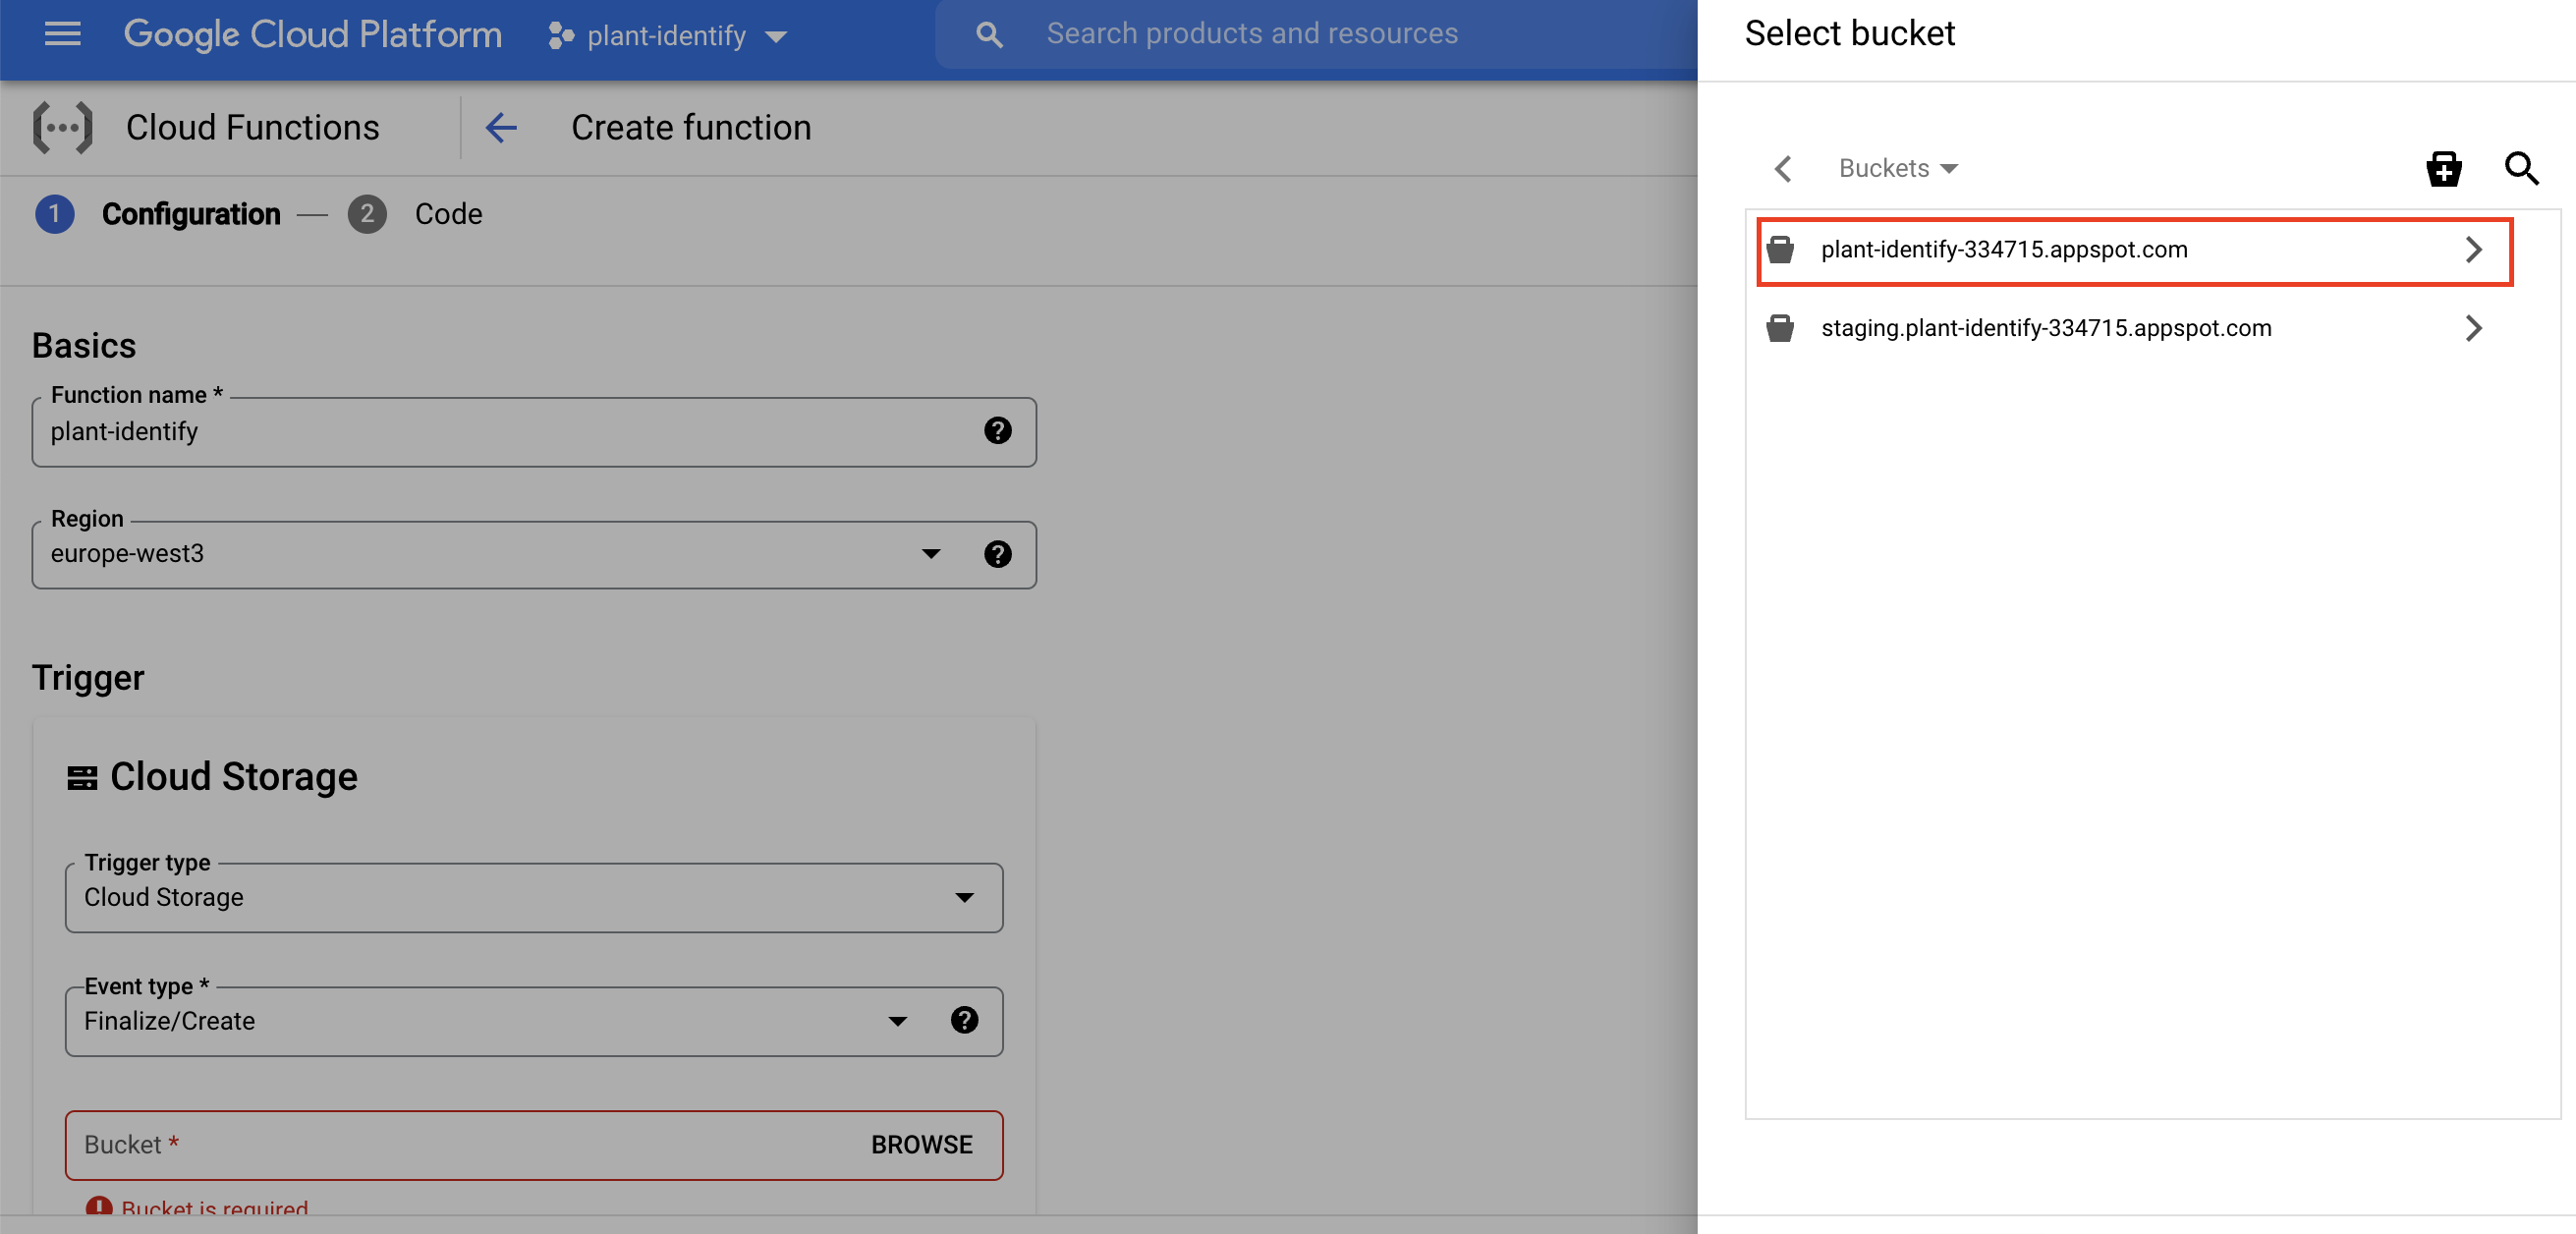 Google Cloud Platform
plant-identify
Search products and resources
Cloud Functions
Create function
1 Configuration — 2 Code
Basics
Function name *
plant-identify
?
Region
europe-west3
?
Trigger
Cloud Storage
Trigger type
Cloud Storage
Event type *
Finalize/Create
?
Bucket *
BROWSE
Bucket is required
Select bucket
Buckets
plant-identify-334715.appspot.com
staging.plant-identify-334715.appspot.com